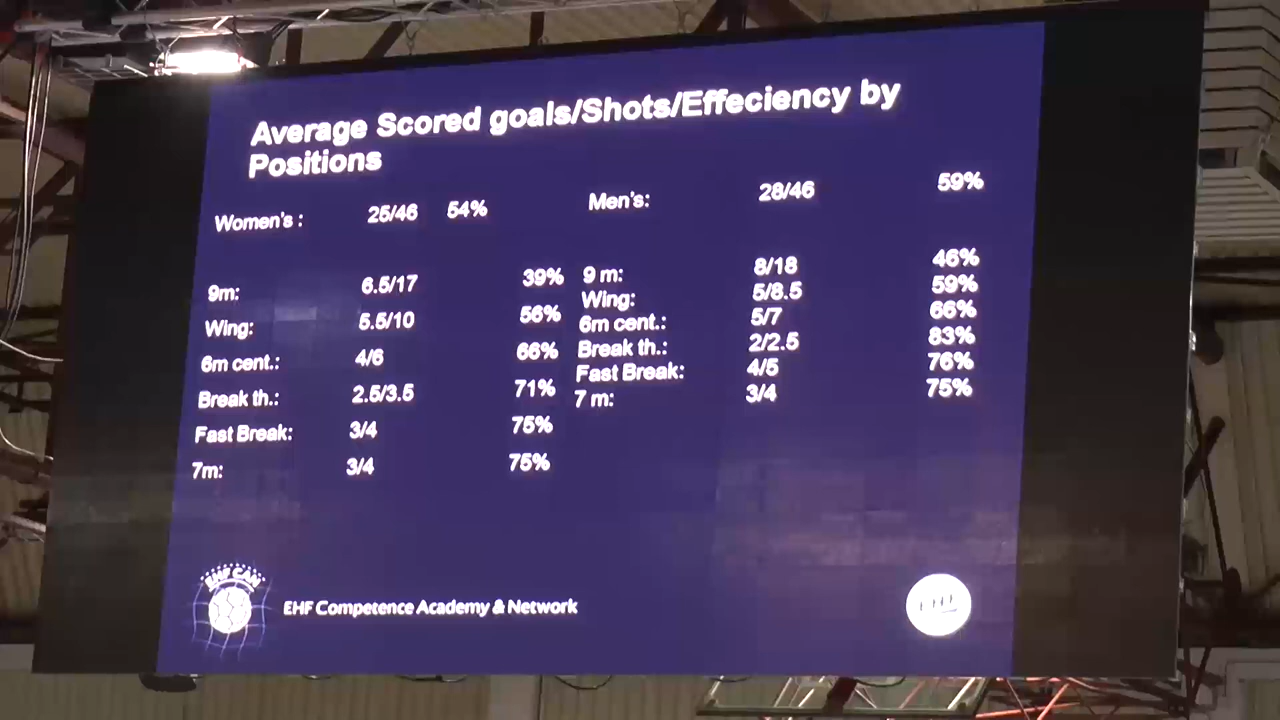 Average Scored goals/Shots/Effeciency by
Positions
Women's : 25/46 54%
9m: 6.5/17 39%
Wing: 5.5/10 56%
6m cent.: 4/6 66%
Break th.: 2.5/3.5 71%
Fast Break: 3/4 75%
7m: 3/4 75%
Men's: 28/46 59%
9 m: 8/18 46%
Wing: 5/8.5 59%
6m cent.: 5/7 66%
Break th.: 2/2.5 83%
Fast Break: 4/5 76%
7 m: 3/4 75%
EHF CAN
EHF Competence Academy & Network
EHF